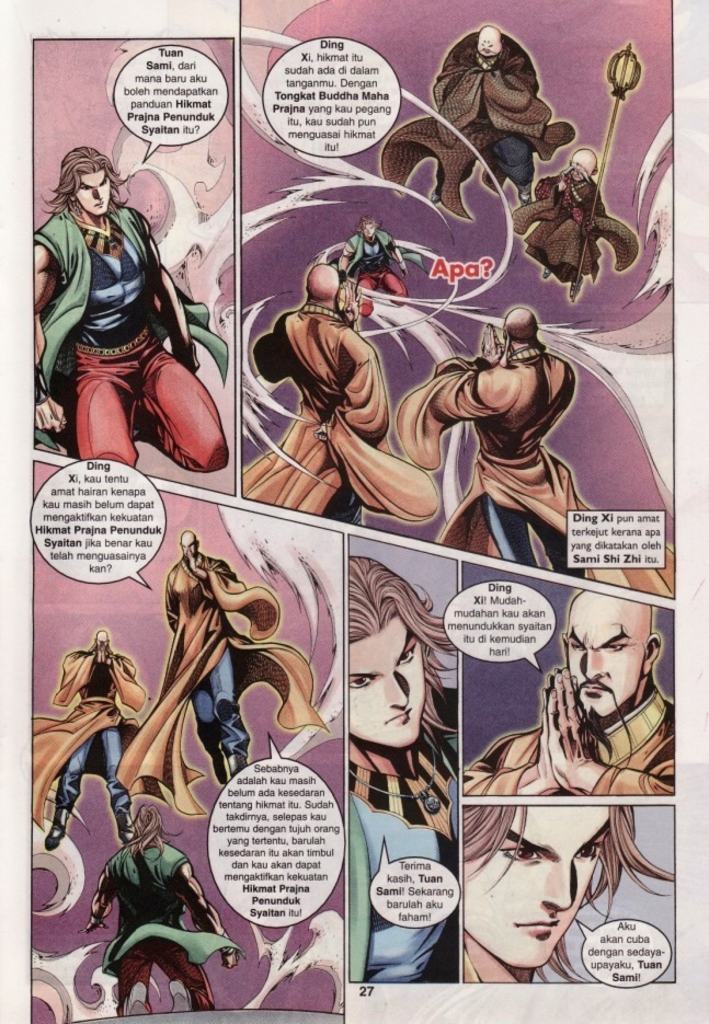 Tuan
Sami, dari
mana baru aku
boleh mendapatkan
panduan Hikmat
Prajna Penunduk
Syaitan itu?
Ding
Xi, hikmat itu
sudah ada di dalam
tanganmu. Dengan
Tongkat Buddha Maha
Prajna yang kau pegang
itu, kau sudah pun
menguasai hikmat
itu!
Apa?
Ding Xi pun amat
terkejut kerana apa
yang dikatakan oleh
Sami Shi Zhi itu.
Ding
Xi, kau tentu
amat hairan kenapa
kau masih belum dapat
mengaktifkan kekuatan
Hikmat Prajna Penunduk
Syaitan jika benar kau
telah menguasainya
kan?
Sebabnya
adalah kau masih
belum ada kesedaran
tentang hikmat itu. Sudah
takdirnya, selepas kau
bertemu dengan tujuh orang
yang tertentu, barulah
kesedaran itu akan timbul
dan kau akan dapat
mengaktifkan kekuatan
Hikmat Prajna
Penunduk
Syaitan itu!
Terima
kasih, Tuan
Sami! Sekarang
barulah aku
faham!
Ding
Xi! Mudah-
mudahan kau akan
menundukkan syaitan
itu di kemudian
hari!
Aku
akan cuba
dengan sedaya-
upayaku, Tuan
Sami!
27